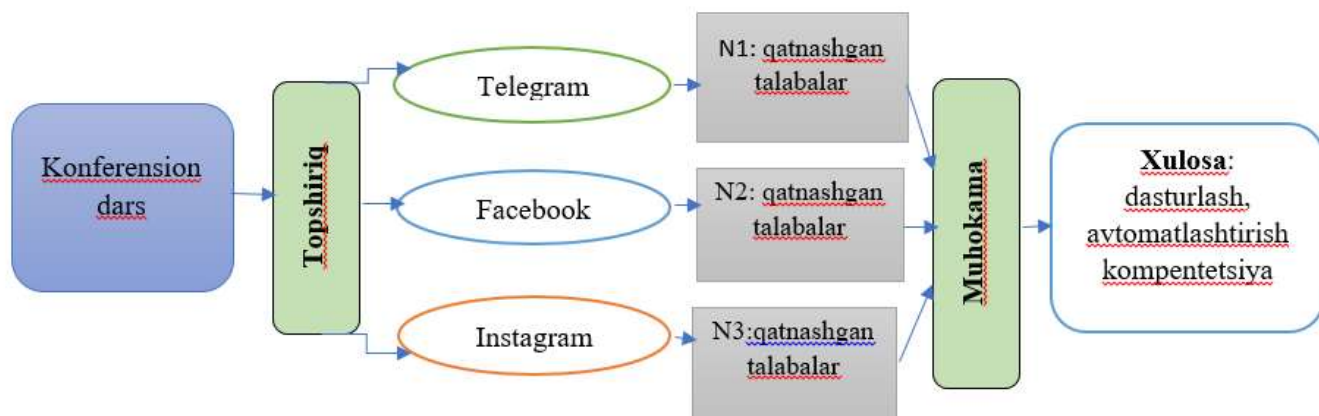 Konferension
dars
Topshiriq
Telegram
Facebook
Instagram
N1: qatnashgan
talabalar
N2: qatnashgan
talabalar
N3:qatnashgan
talabalar
Muhokama
Xulosa:
dasturlash,
avtomatlashtirish
kompentetsiya